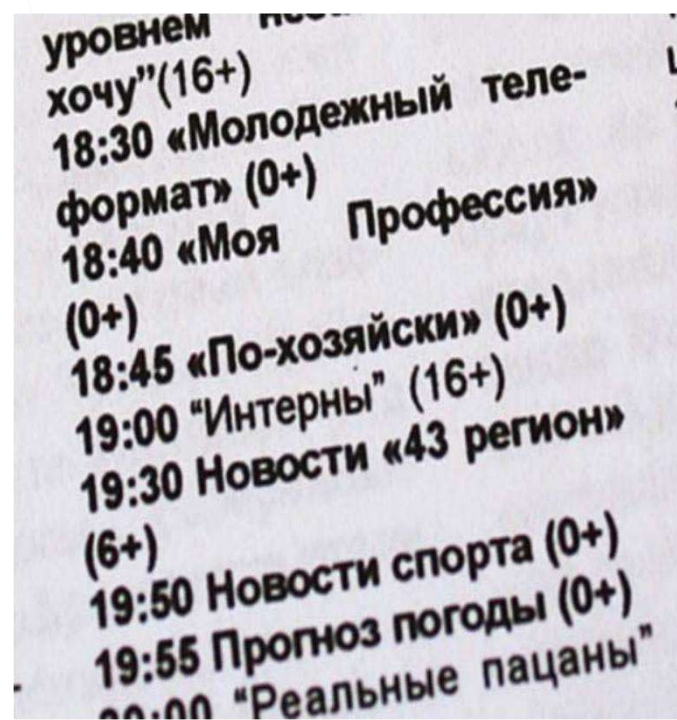 уровнем
хочу”(16+)
18:30 «Молодежный теле-
формат» (0+)
18:40 «Моя Профессия»
(0+)
18:45 «По-хозяйски» (0+)
19:00 “Интерны” (16+)
19:30 Новости «43 регион»
(6+)
19:50 Новости спорта (0+)
19:55 Прогноз погоды (0+)
20:00 “Реальные пацаны”